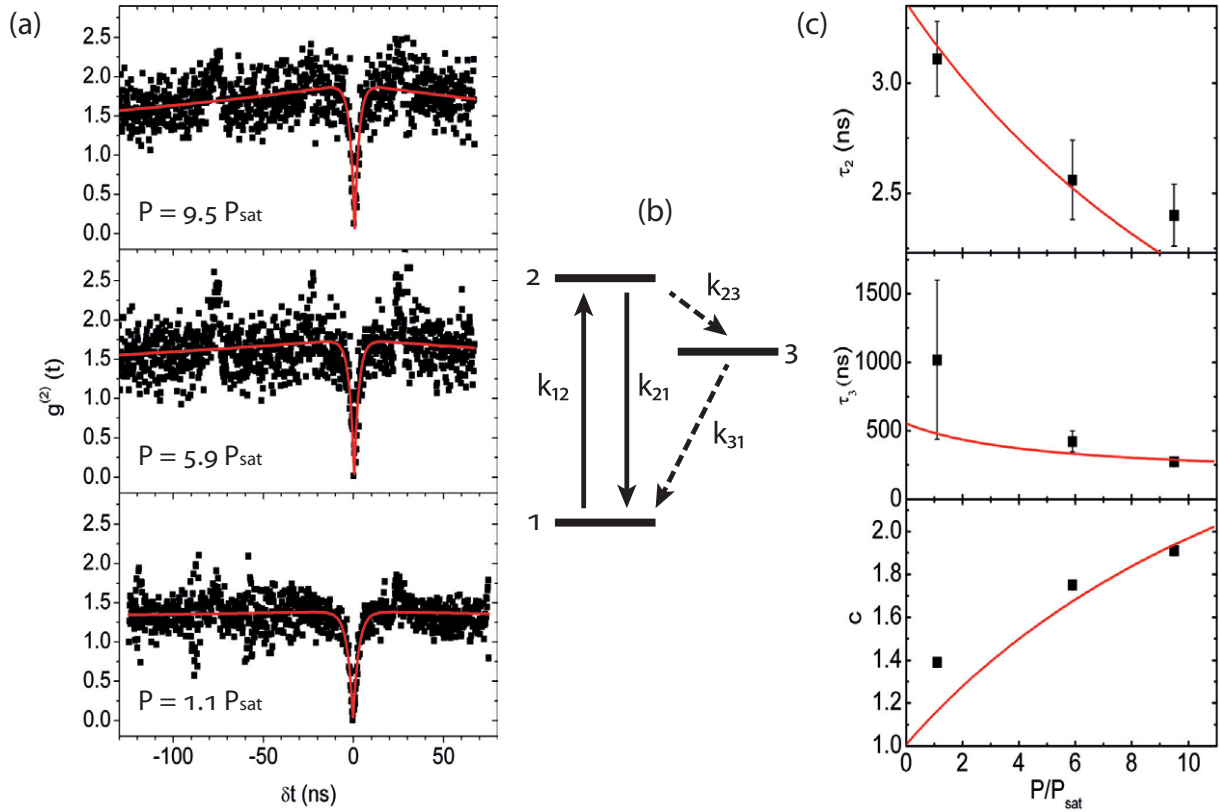 (a)
2.5
2.0
1.5
1.0
0.5
0.0
P = 9.5 Psat
2.5
2.0
1.5
1.0
0.5
0.0
P = 5.9 Psat
2.5
2.0
1.5
1.0
0.5
0.0
P = 1.1 Psat
g(2) (t)
-100 -50 0 50
δt (ns)
(b)
2
k23
3
k12
k21
k31
1
(c)
3.0
2.5
τ2 (ns)
1500
1000
500
0
τ3 (ns)
2.0
1.8
1.6
1.4
1.2
1.0
c
0 2 4 6 8 10
P/Psat